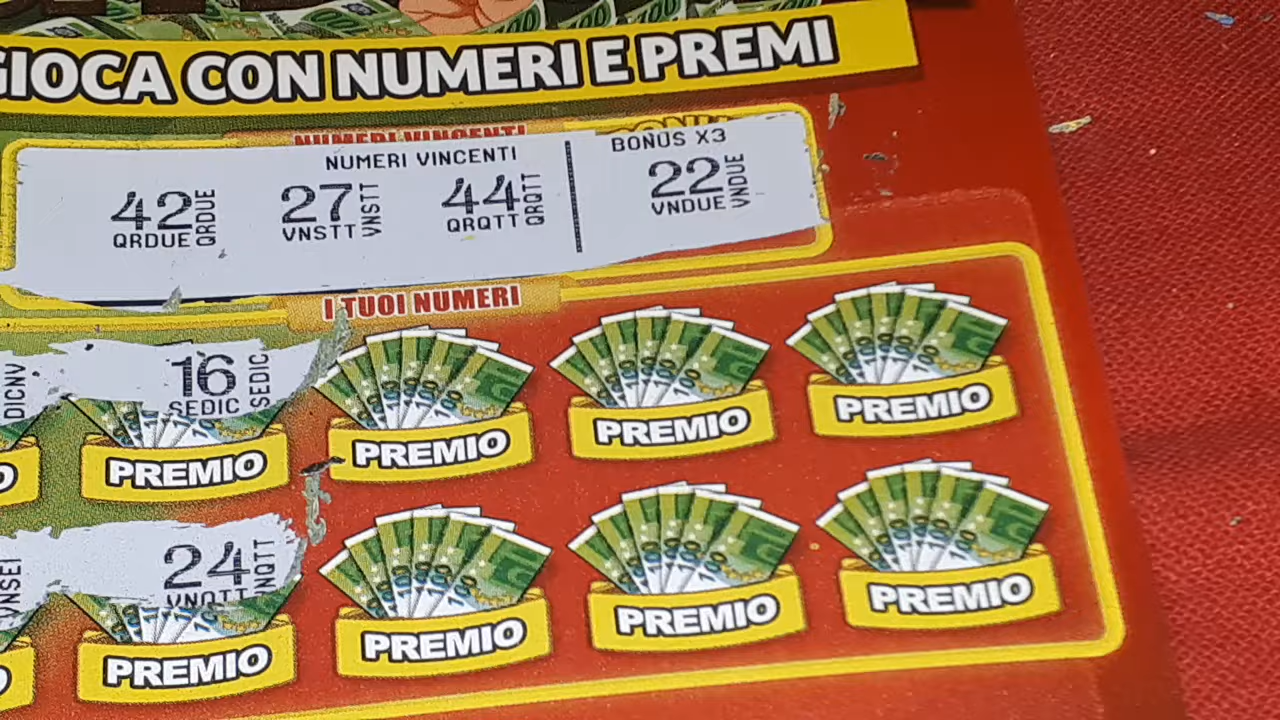 GIOCA CON NUMERI E PREMI
NUMERI VINCENTI
NUMERI VINCENTI
BONUS X3
42 QRDUE QRDUE
27 VNSTT VNSTT
44 QRQTT QRQTT
22 VNDUE VNDUE
I TUOI NUMERI
DICNV
16 SEDIC SEDIC
PREMIO PREMIO PREMIO PREMIO
VNSEI
24 VNQTT VNQTT
PREMIO PREMIO PREMIO PREMIO